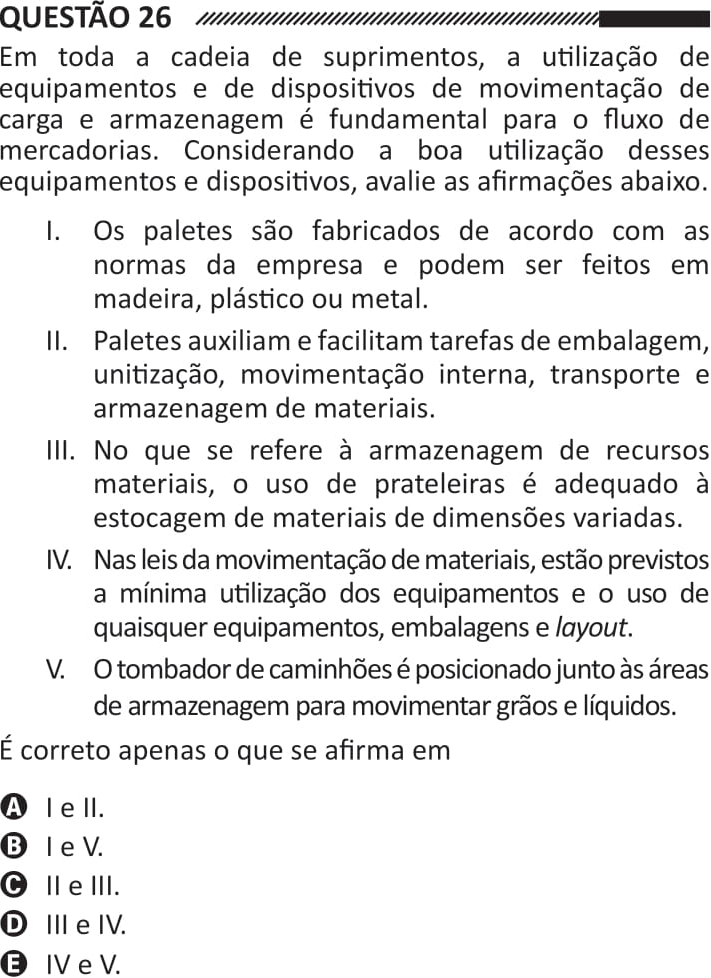 QUESTÃO 26
Em toda a cadeia de suprimentos, a utilização de
equipamentos e de dispositivos de movimentação de
carga e armazenagem é fundamental para o fluxo de
mercadorias. Considerando a boa utilização desses
equipamentos e dispositivos, avalie as afirmações abaixo.
I. Os paletes são fabricados de acordo com as
normas da empresa e podem ser feitos em
madeira, plástico ou metal.
II. Paletes auxiliam e facilitam tarefas de embalagem,
unitização, movimentação interna, transporte e
armazenagem de materiais.
III. No que se refere à armazenagem de recursos
materiais, o uso de prateleiras é adequado à
estocagem de materiais de dimensões variadas.
IV. Nas leis da movimentação de materiais, estão previstos
a mínima utilização dos equipamentos e o uso de
quaisquer equipamentos, embalagens e layout.
V. O tombador de caminhões é posicionado junto às áreas
de armazenagem para movimentar grãos e líquidos.
É correto apenas o que se afirma em
A I e II.
B I e V.
C II e III.
D III e IV.
E IV e V.